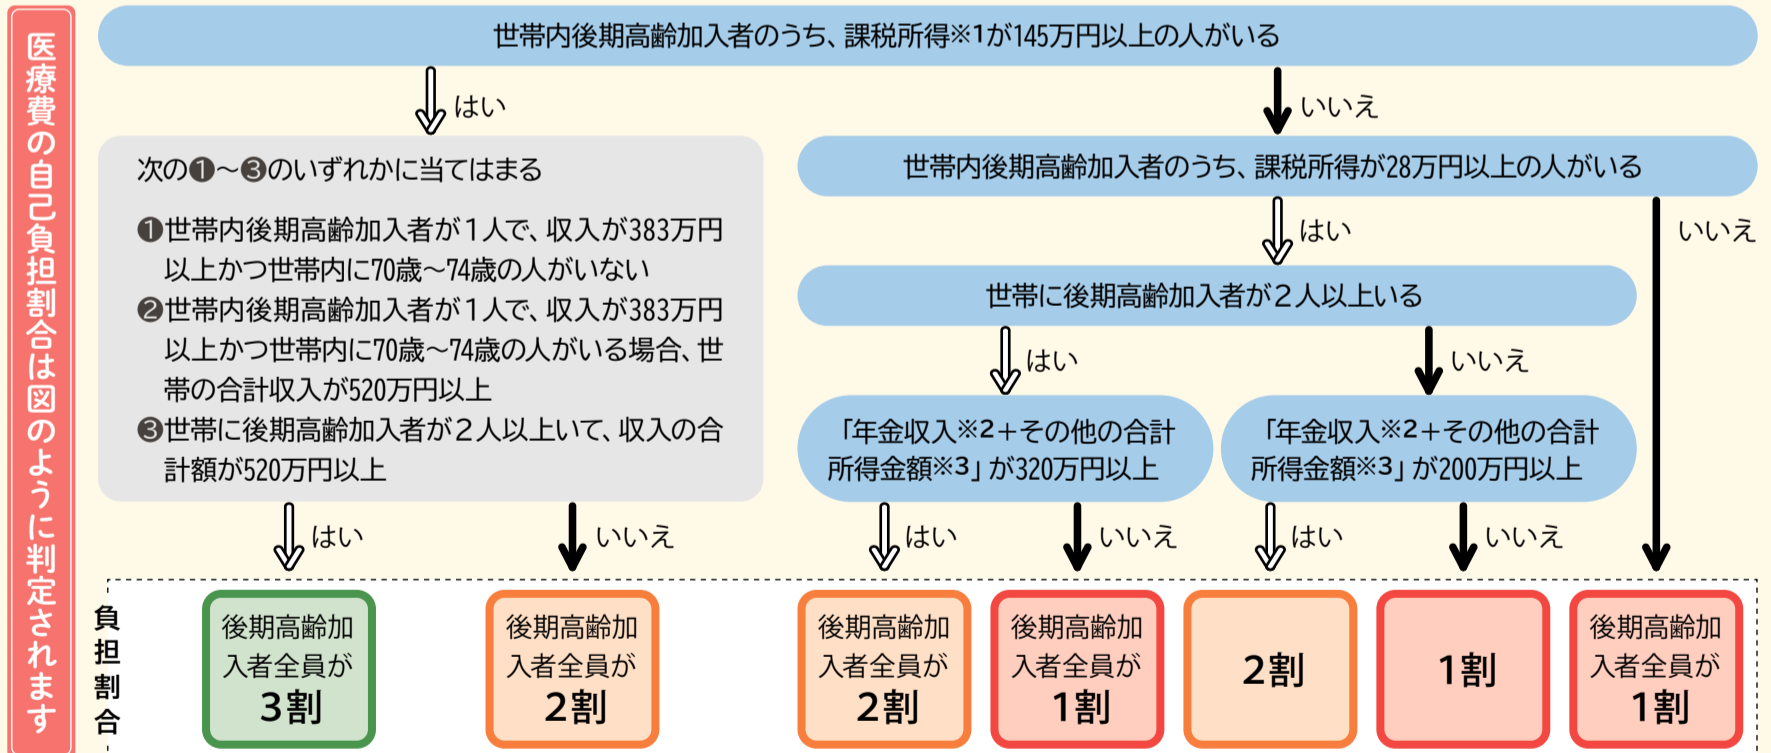 医療費の自己負担割合は図のように判定されます
世帯内後期高齢加入者のうち、課税所得※1が145万円以上の人がいる
はい
いいえ
次の❶～❸のいずれかに当てはまる
❶世帯内後期高齢加入者が1人で、収入が383万円
以上かつ世帯内に70歳～74歳の人がいない
❷世帯内後期高齢加入者が1人で、収入が383万円
以上かつ世帯内に70歳～74歳の人がいる場合、世
帯の合計収入が520万円以上
❸世帯に後期高齢加入者が2人以上いて、収入の合
計額が520万円以上
世帯内後期高齢加入者のうち、課税所得が28万円以上の人がいる
はい
いいえ
世帯に後期高齢加入者が2人以上いる
はい
いいえ
「年金収入※2＋その他の合計
所得金額※3」が320万円以上
「年金収入※2＋その他の合計
所得金額※3」が200万円以上
はい
いいえ
はい
いいえ
はい
いいえ
負担割合
後期高齢加
入者全員が
3割
後期高齢加
入者全員が
2割
後期高齢加
入者全員が
2割
後期高齢加
入者全員が
1割
2割
1割
後期高齢加
入者全員が
1割